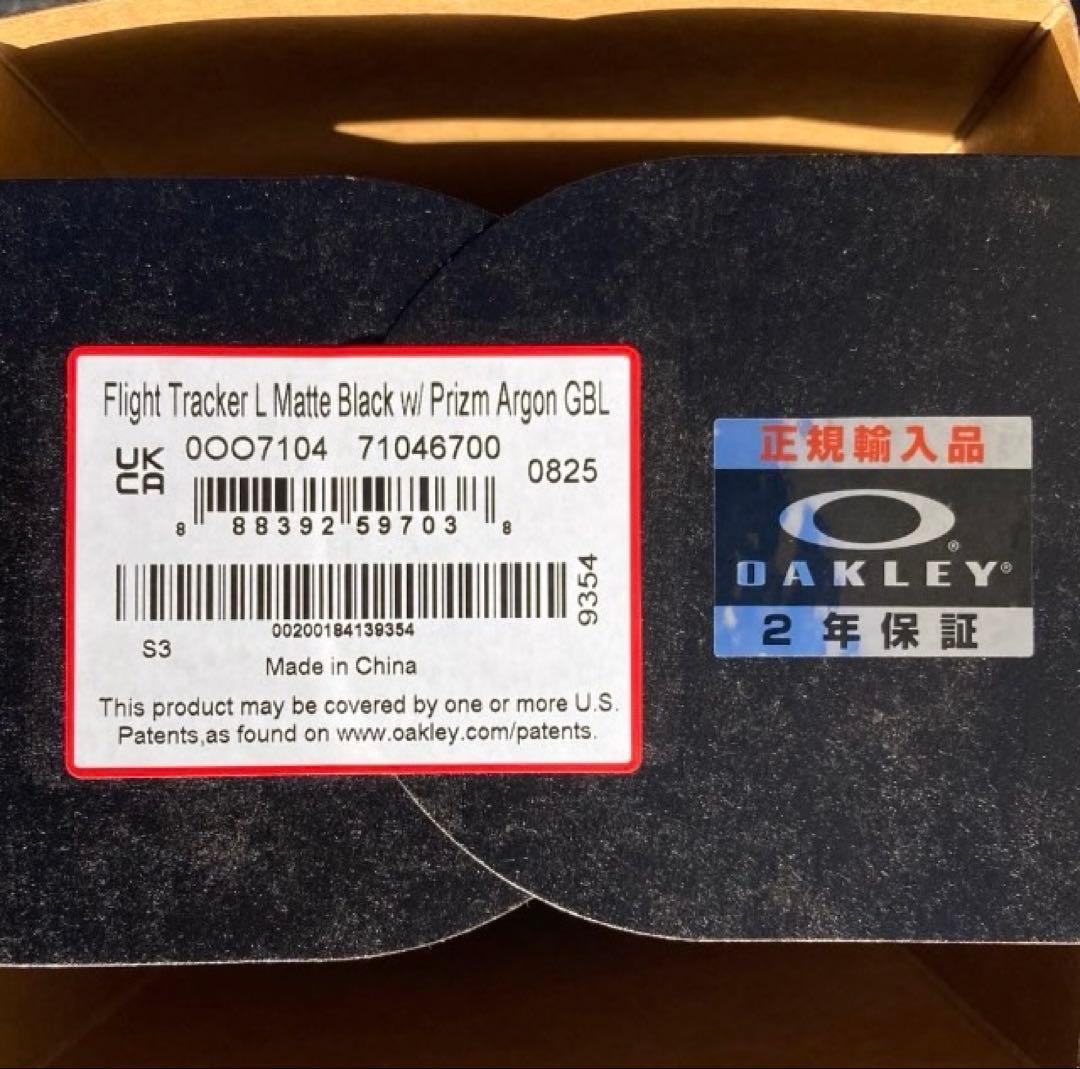 Flight Tracker L Matte Black w/ Prizm Argon GBL
UK
CA
0OO7104 71046700
0825
8 88392 59703 8
9354
00200184139354
S3
Made in China
This product may be covered by one or more U.S.
Patents,as found on www.oakley.com/patents.
正規輸入品
OAKLEY®
2年保証